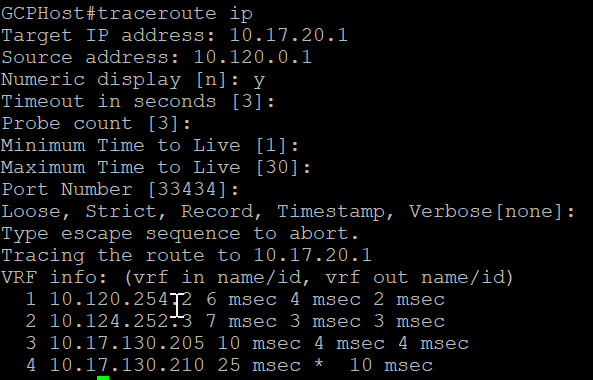 GCPHost#traceroute ip
Target IP address: 10.17.20.1
Source address: 10.120.0.1
Numeric display [n]: y
Timeout in seconds [3]:
Probe count [3]:
Minimum Time to Live [1]:
Maximum Time to Live [30]:
Port Number [33434]:
Loose, Strict, Record, Timestamp, Verbose[none]:
Type escape sequence to abort.
Tracing the route to 10.17.20.1
VRF info: (vrf in name/id, vrf out name/id)
1 10.120.254.2 6 msec 4 msec 2 msec
2 10.124.252.3 7 msec 3 msec 3 msec
3 10.17.130.205 10 msec 4 msec 4 msec
4 10.17.130.210 25 msec * 10 msec